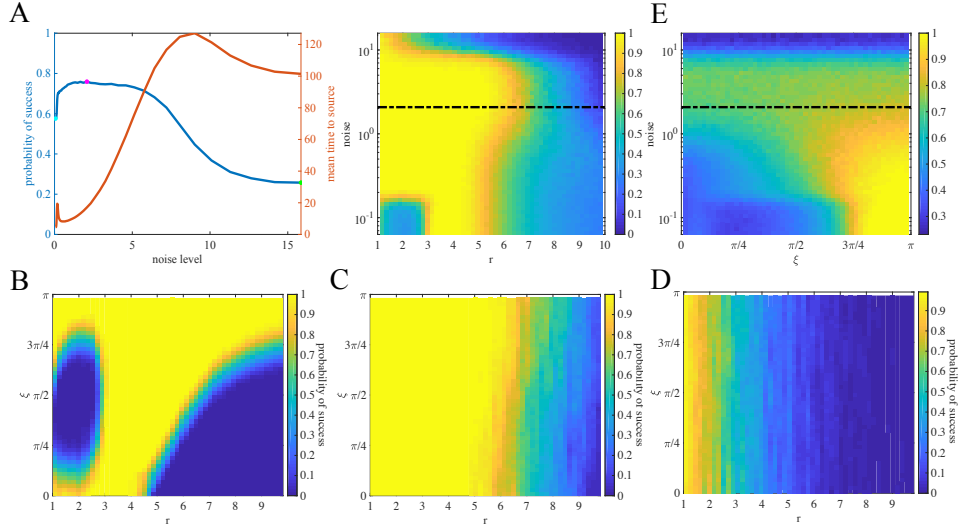 A
E
probability of success
1
0.8
0.6
0.4
0.2
0
0
5
10
15
noise level
mean time to source
120
100
80
60
40
20
0
noise
10^1
10^0
10^-1
1 2 3 4 5 6 7 8 9 10
r
1
0.9
0.8
0.7
0.6
0.5
0.4
0.3
0.2
0.1
0
noise
10^1
10^0
10^-1
0 π/4 π/2 3π/4 π
ξ
1
0.9
0.8
0.7
0.6
0.5
0.4
0.3
B
ξ
π
3π/4
π/2
π/4
0
1 2 3 4 5 6 7 8 9
r
probability of success
1
0.9
0.8
0.7
0.6
0.5
0.4
0.3
0.2
0.1
0
C
1 2 3 4 5 6 7 8 9
r
probability of success
1
0.9
0.8
0.7
0.6
0.5
0.4
0.3
0.2
0.1
0
D
ξ
π
3π/4
π/2
π/4
0
1 2 3 4 5 6 7 8 9
r
probability of success
0.9
0.8
0.7
0.6
0.5
0.4
0.3
0.2
0.1
0